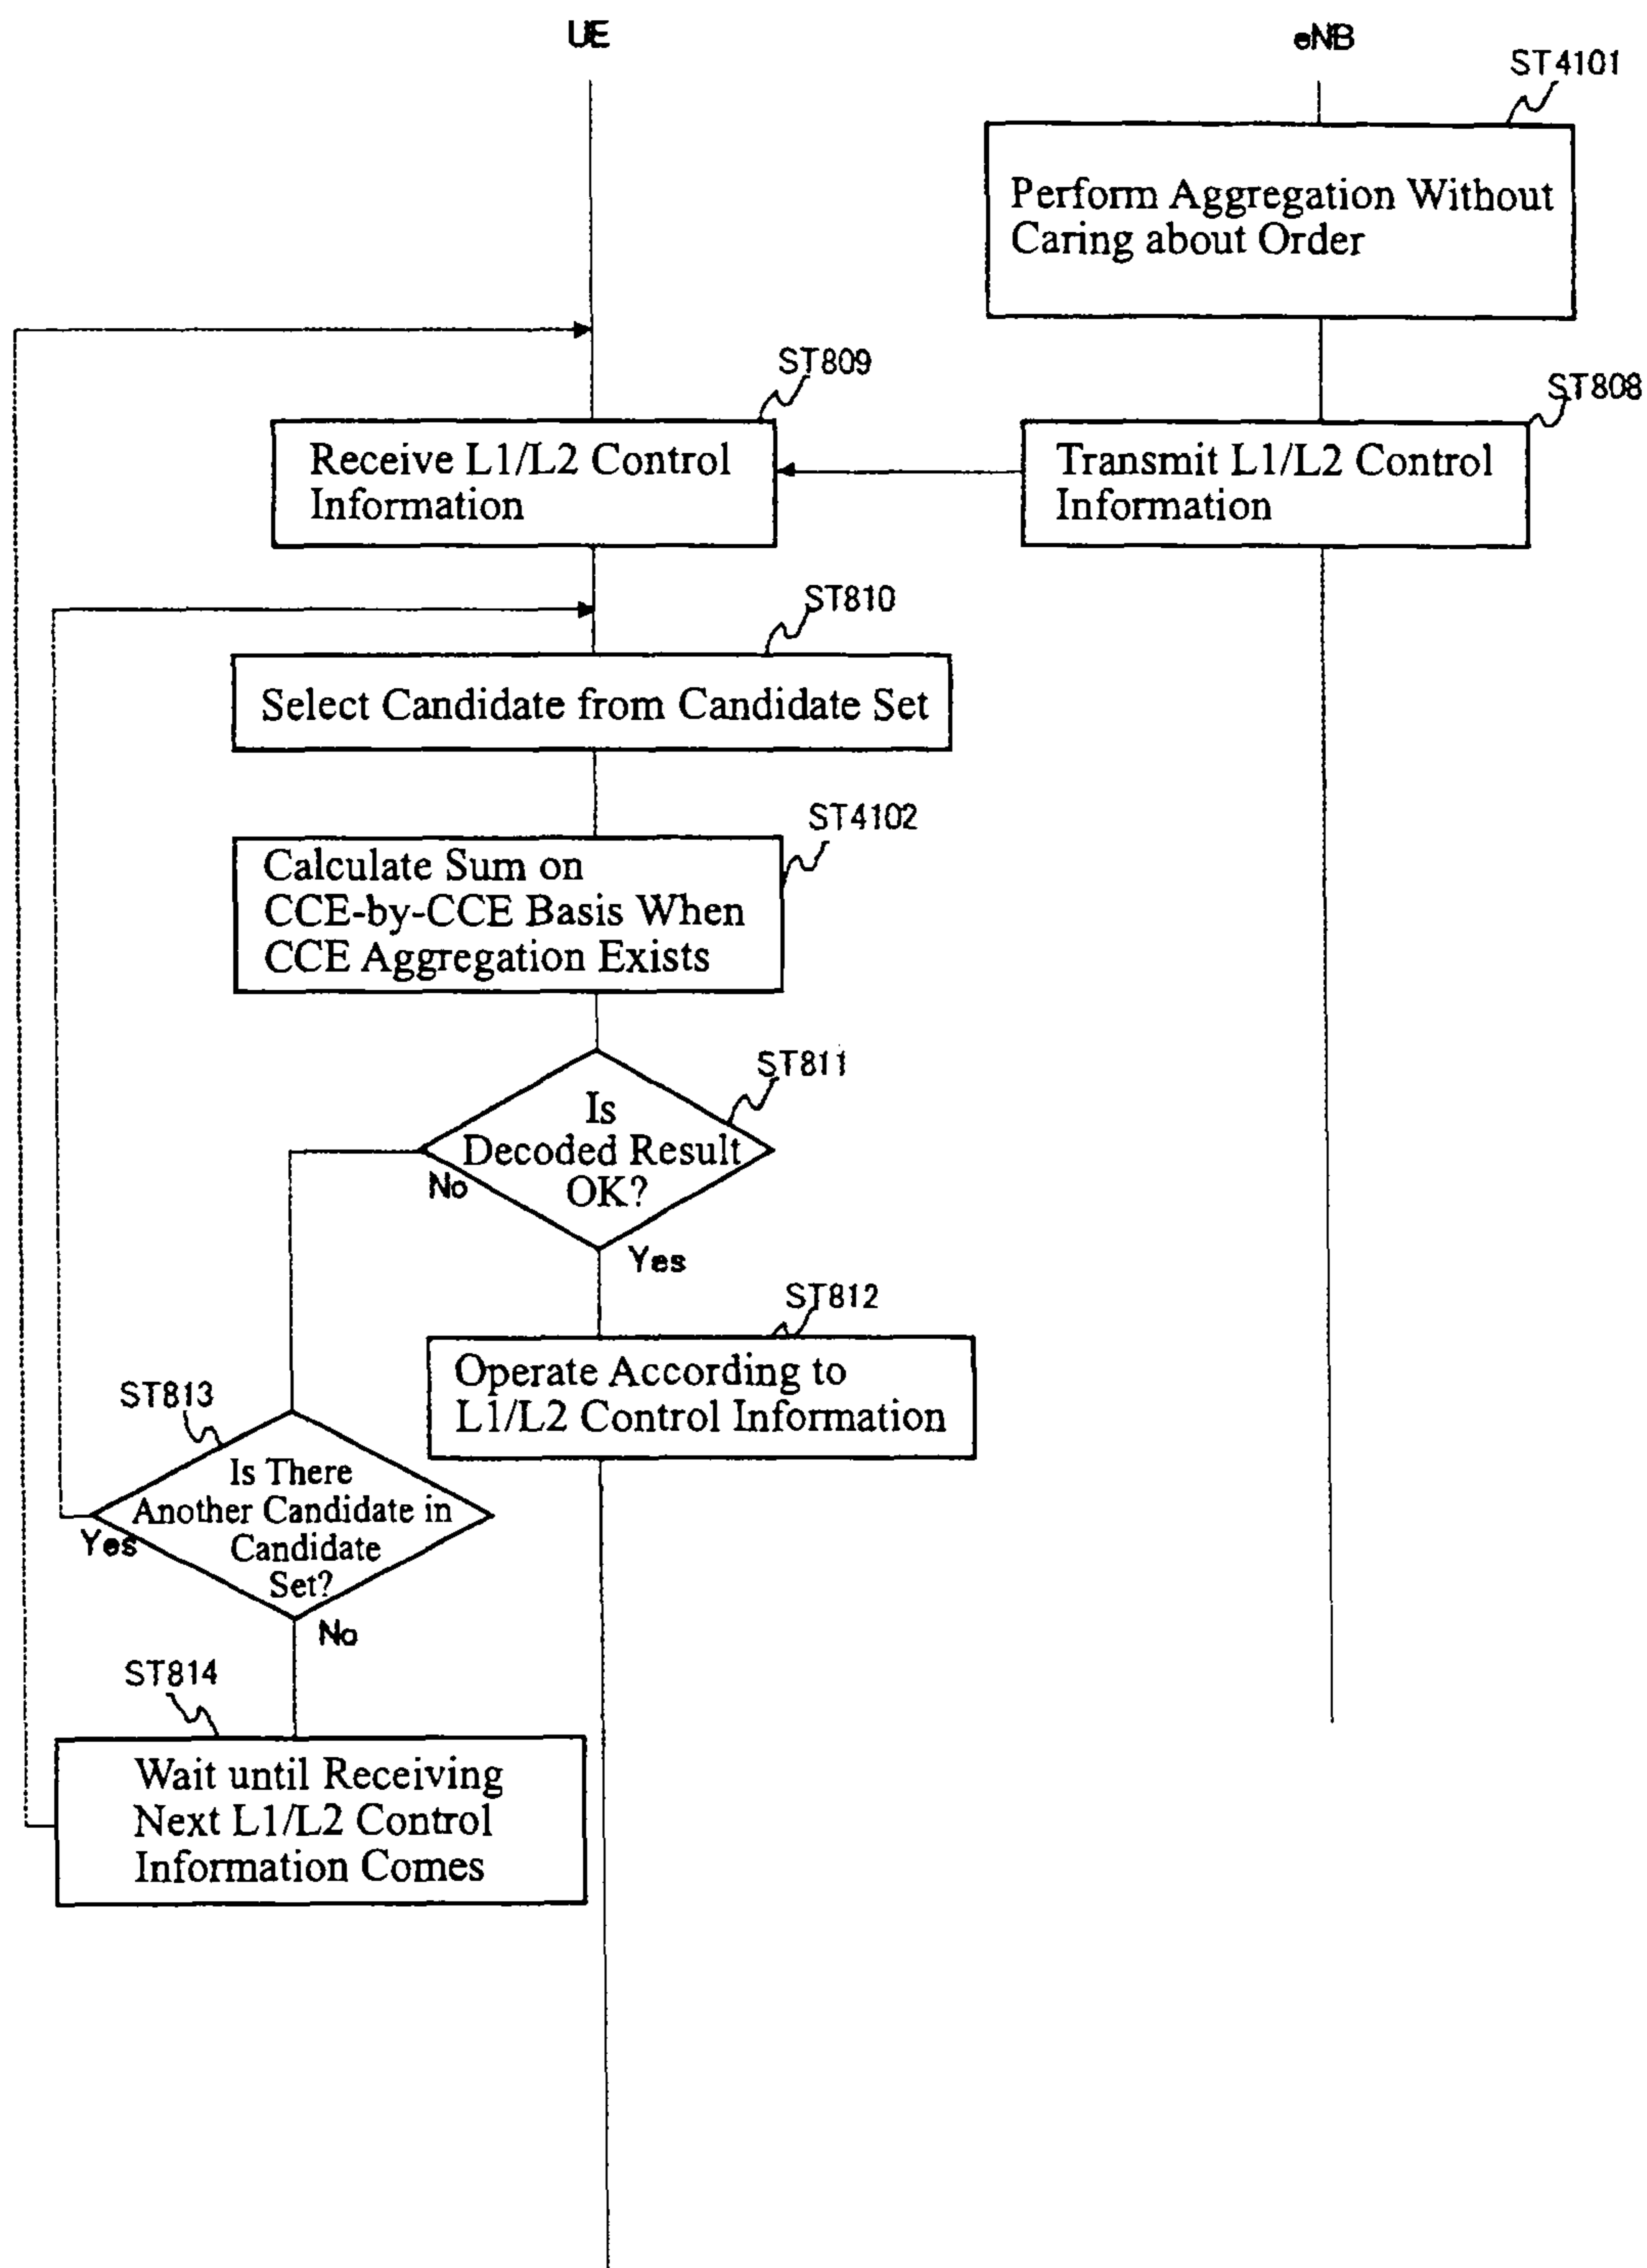 UE
eNB
ST4101
Perform Aggregation Without
Caring about Order
ST809
ST808
Receive L1/L2 Control
Information
Transmit L1/L2 Control
Information
ST810
Select Candidate from Candidate Set
ST4102
Calculate Sum on
CCE-by-CCE Basis When
CCE Aggregation Exists
ST811
Is
Decoded Result
OK?
No
Yes
ST812
Operate According to
L1/L2 Control Information
ST813
Is There
Another Candidate in
Candidate
Set?
Yes
No
ST814
Wait until Receiving
Next L1/L2 Control
Information Comes